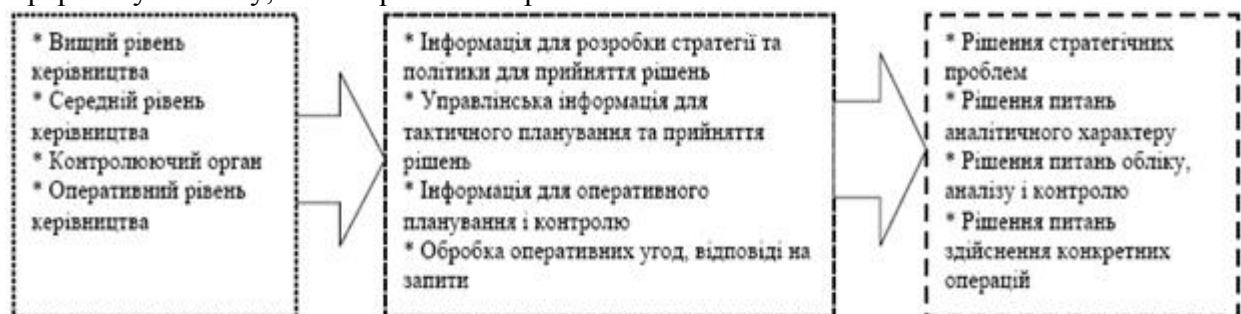 * Вищий рівень
керівництва
* Середній рівень
керівництва
* Контролюючий орган
* Оперативний рівень
керівництва
* Інформація для розробки стратегії та
політики для прийняття рішень
* Управлінська інформація для
тактичного планування та прийняття
рішень
* Інформація для оперативного
планування і контролю
* Обробка оперативних угод, відповіді на
запити
* Рішення стратегічних
проблем
* Рішення питань
аналітичного характеру
* Рішення питань обліку,
аналізу і контролю
* Рішення питань
здійснення конкретних
операцій